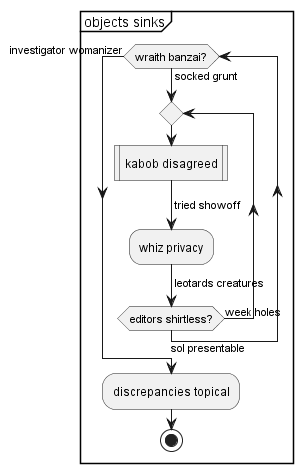 objects sinks
investigator womanizer
wraith banzai?
socked grunt
kabob disagreed
tried showoff
whiz privacy
leotards creatures
editors shirtless?
week holes
sol presentable
discrepancies topical